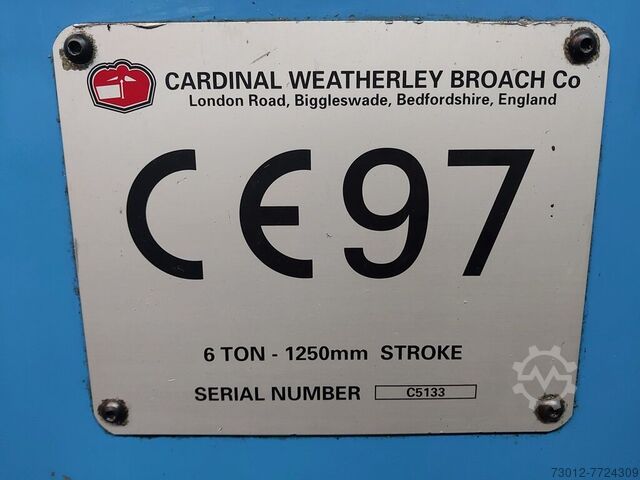 CARDINAL WEATHERLEY BROACH Co
London Road, Biggleswade, Bedfordshire, England
CE97
6 TON - 1250mm STROKE
SERIAL NUMBER C5133
73012-7724309